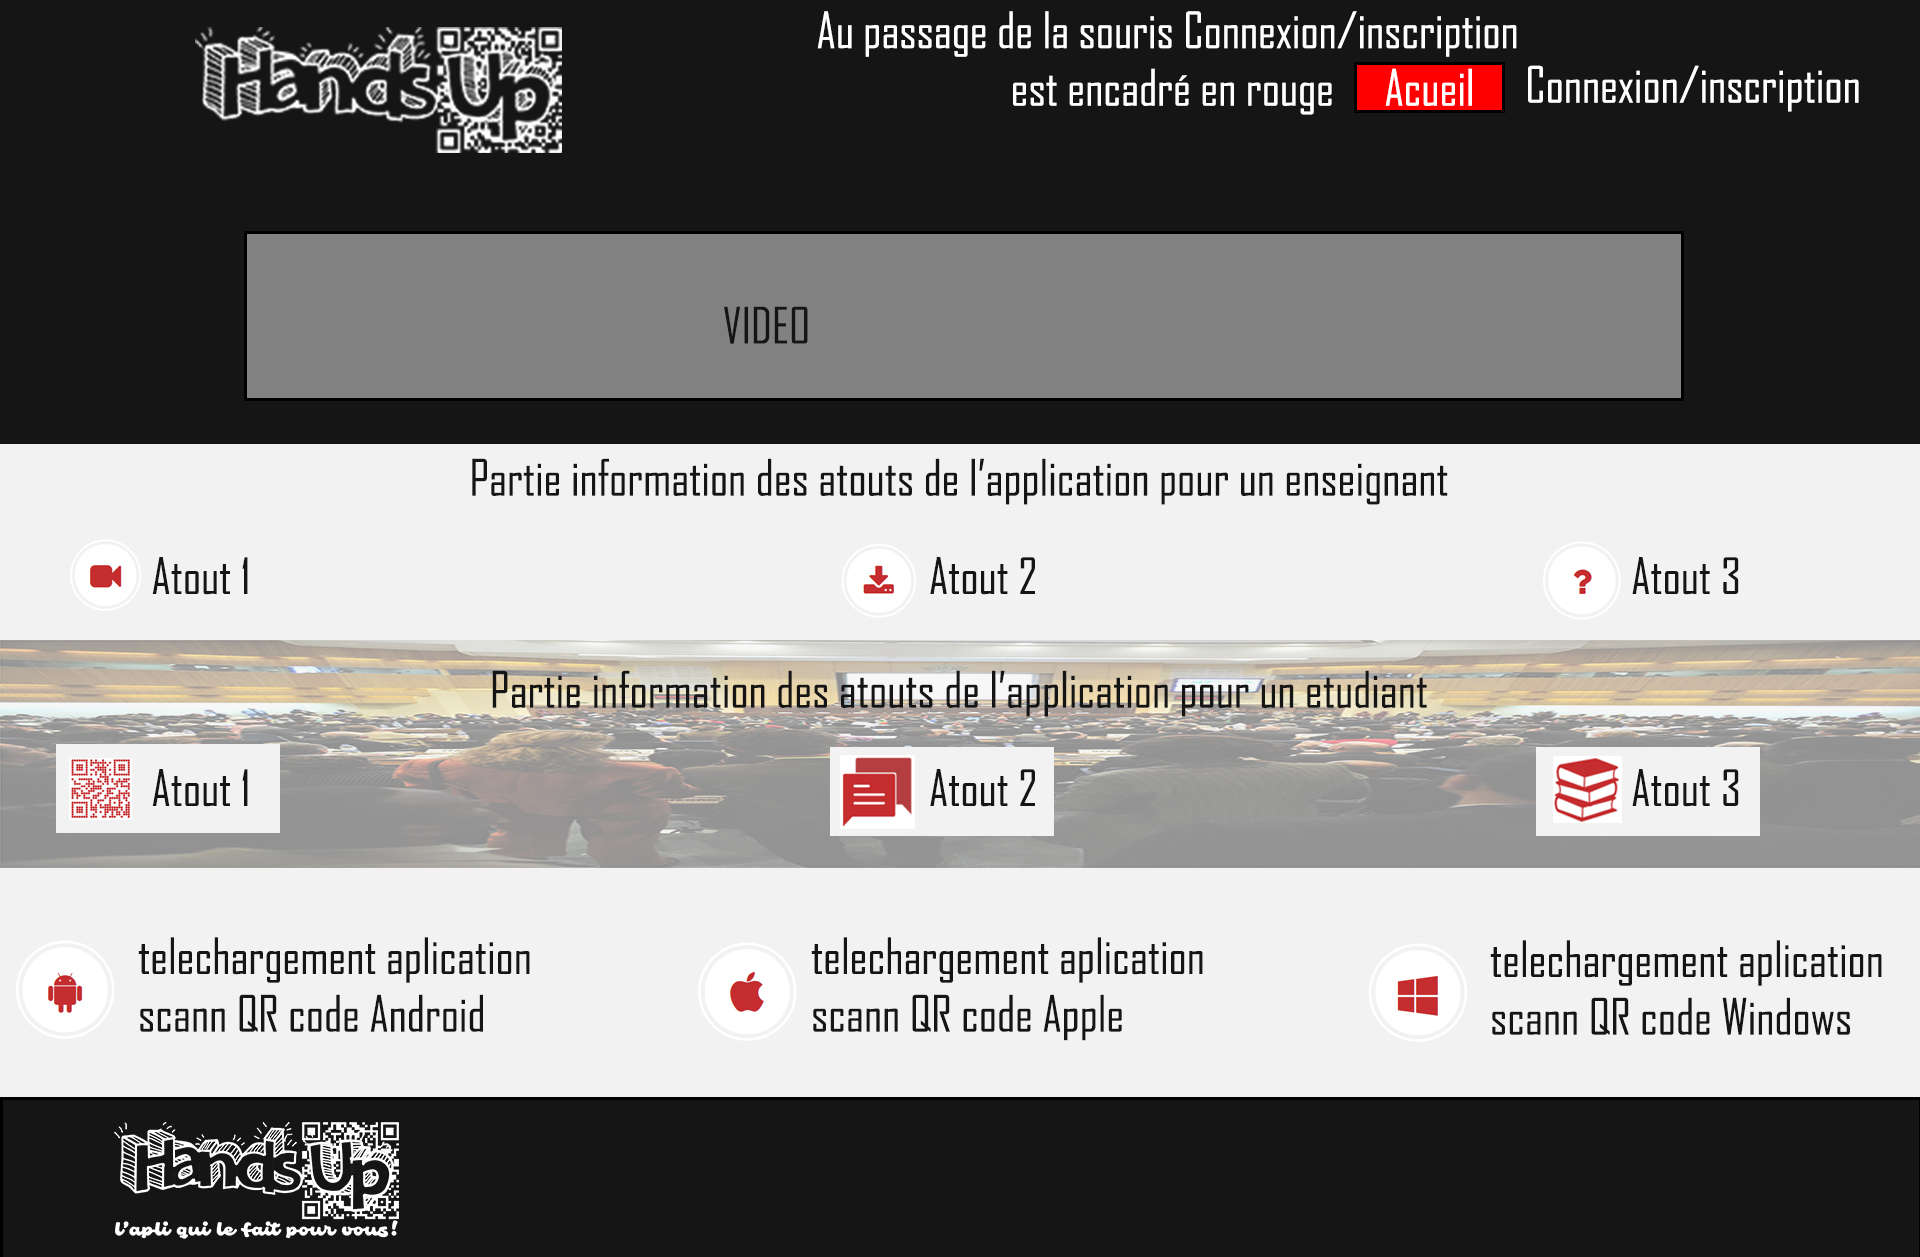 Hands Up
Au passage de la souris Connexion/inscription
est encadré en rouge Acueil Connexion/inscription
VIDEO
Partie information des atouts de l'application pour un enseignant
Atout 1 Atout 2 Atout 3
Partie information des atouts de l'application pour un etudiant
Atout 1 Atout 2 Atout 3
telechargement aplication telechargement aplication telechargement aplication
scann QR code Android scann QR code Apple scann QR code Windows
Hands Up
L'apli qui le fait pour vous!